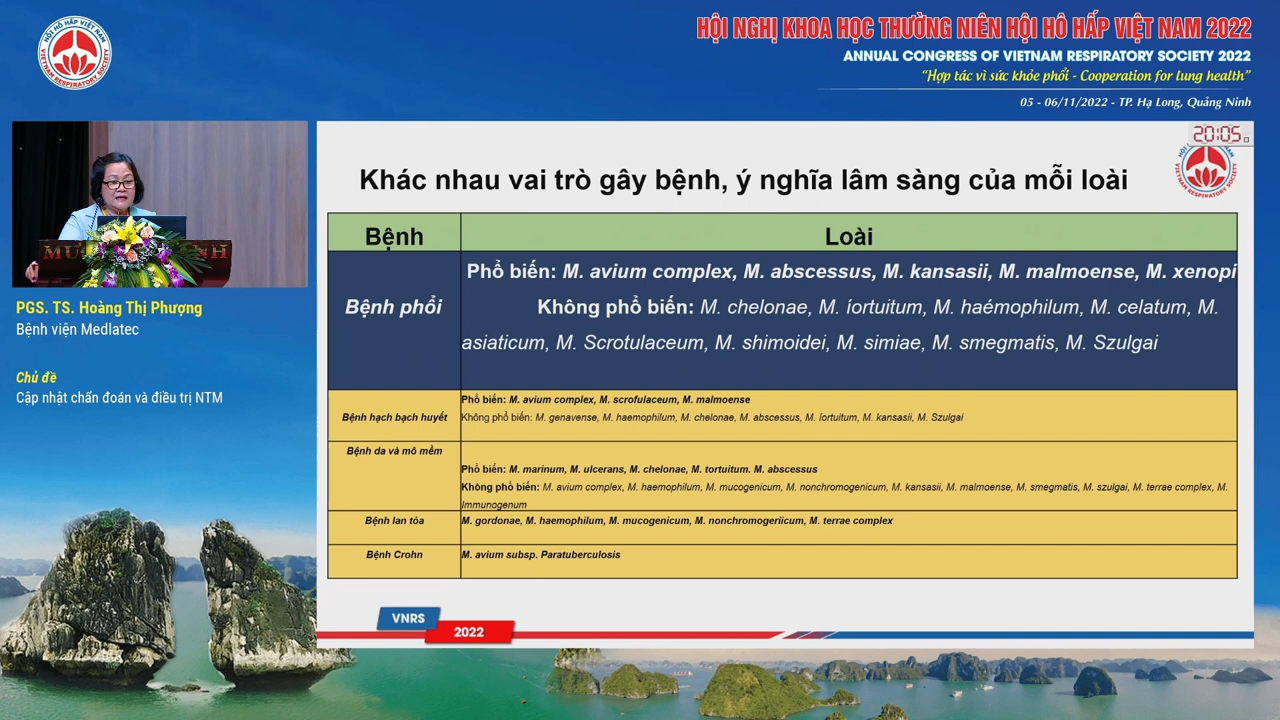 HỘI NGHỊ KHOA HỌC THƯỜNG NIÊN HỘI HÔ HẤP VIỆT NAM 2022
ANNUAL CONGRESS OF VIETNAM RESPIRATORY SOCIETY 2022
"Hợp tác vì sức khỏe phổi - Cooperation for lung health"
05 - 06/11/2022 - TP. Hạ Long, Quảng Ninh
HỘI HÔ HẤP VIỆT NAM
VIETNAM RESPIRATORY SOCIETY
PGS. TS. Hoàng Thị Phượng
Bệnh viện Medlatec
Chủ đề
Cập nhật chẩn đoán và điều trị NTM
20:05
Khác nhau vai trò gây bệnh, ý nghĩa lâm sàng của mỗi loài
Bệnh
Loài
Bệnh phổi
Phổ biến: M. avium complex, M. abscessus, M. kansasii, M. malmoense, M. xenopi
Không phổ biến: M. chelonae, M. íortuitum, M. haémophilum, M. celatum, M.
asiaticum, M. Scrotulaceum, M. shimoidei, M. simiae, M. smegmatis, M. Szulgai
Bệnh hạch bạch huyết
Phổ biến: M. avium complex, M. scrofulaceum, M. malmoense
Không phổ biến: M. genavense, M. haemophilum, M. chelonae, M. abscessus, M. íortuitum, M. kansasii, M. Szulgai
Bệnh da và mô mềm
Phổ biến: M. marinum, M. ulcerans, M. chelonae, M. tortuitum. M. abscessus
Không phổ biến: M. avium complex, M. haemophilum, M. mucogenicum, M. nonchromogenicum, M. kansasii, M. malmoense, M. smegmatis, M. szulgai, M. terrae complex, M.
Immunogenum
Bệnh lan tỏa
M. gordonae, M. haemophilum, M. mucogenicum, M. nonchromogeriicum, M. terrae complex
Bệnh Crohn
M. avium subsp. Paratuberculosis
VNRS
2022